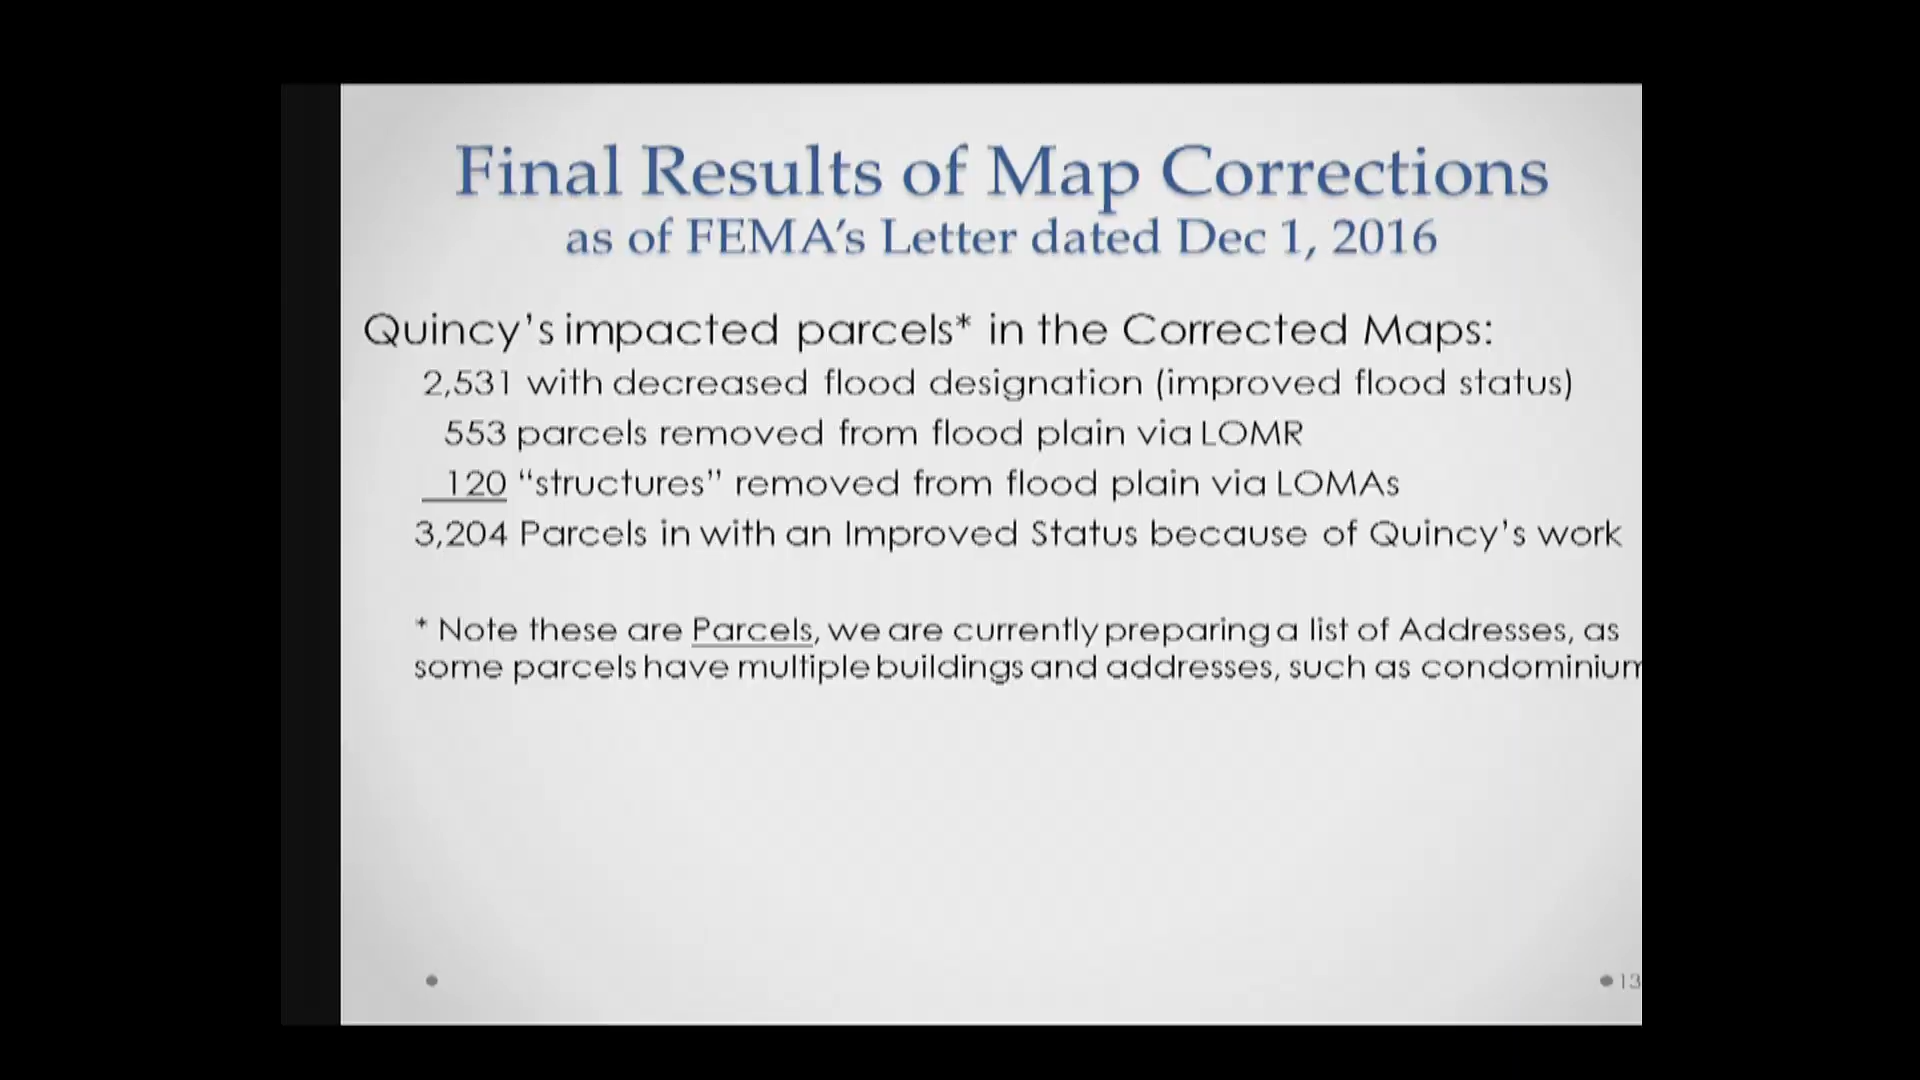 Final Results of Map Corrections
as of FEMA's Letter dated Dec 1, 2016
Quincy's impacted parcels* in the Corrected Maps:
2,531 with decreased flood designation (improved flood status)
553 parcels removed from flood plain via LOMR
120 “structures” removed from flood plain via LOMAs
3,204 Parcels in with an Improved Status because of Quincy's work
* Note these are Parcels, we are currently preparing a list of Addresses, as
some parcels have multiple buildings and addresses, such as condominium
13